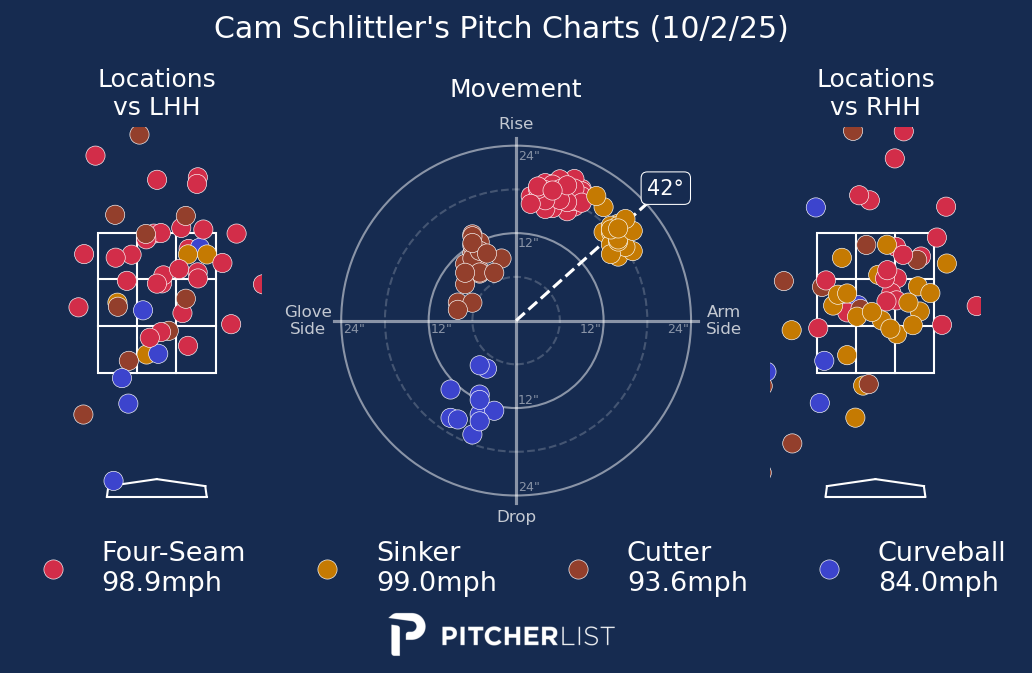 Cam Schlittler's Pitch Charts (10/2/25)
Locations
vs LHH
Movement
Locations
vs RHH
Rise
24"
42°
12"
Glove
Side
24"
12"
12"
24"
Arm
Side
12"
24"
Drop
Four-Seam
98.9mph
Sinker
99.0mph
Cutter
93.6mph
Curveball
84.0mph
PITCHERLIST